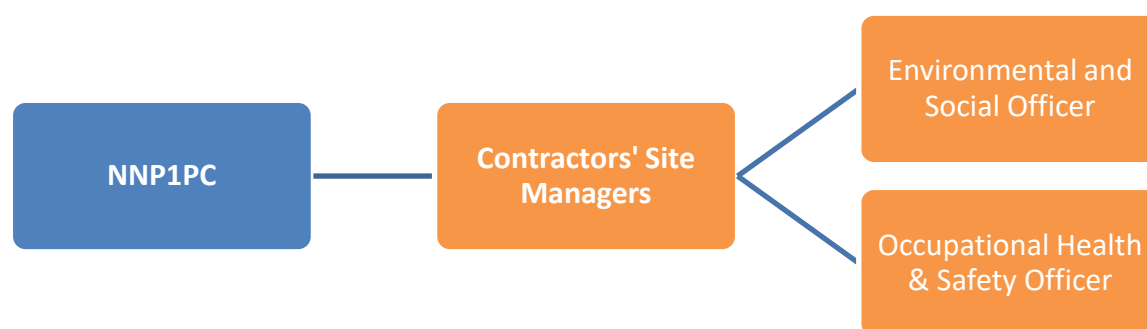 NNP1PC
Contractors' Site
Managers
Environmental and
Social Officer
Occupational Health
& Safety Officer